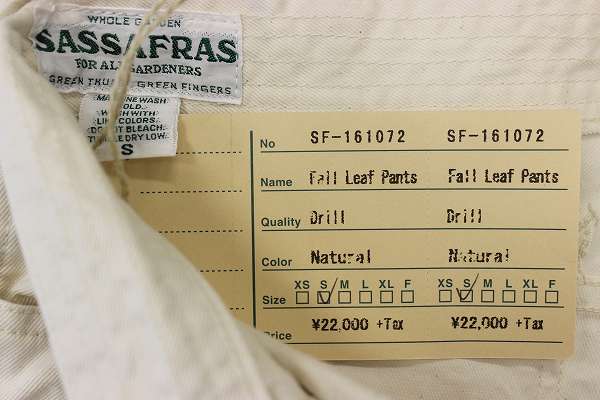 WHOLE GARDEN
SASSAFRAS
FOR ALL GARDENERS
GREEN THUMB GREEN FINGERS
MACHINE WASH
COLD.
WASH WITH
LIKE COLORS.
DO NOT BLEACH.
TUMBLE DRY LOW.
S
No SF-161072 SF-161072
Name Fall Leaf Pants Fall Leaf Pants
Quality Drill Drill
Color Natural Natural
XS S M L XL F XS S M L XL F
Size
Price ¥22,000 +Tax ¥22,000 +Tax